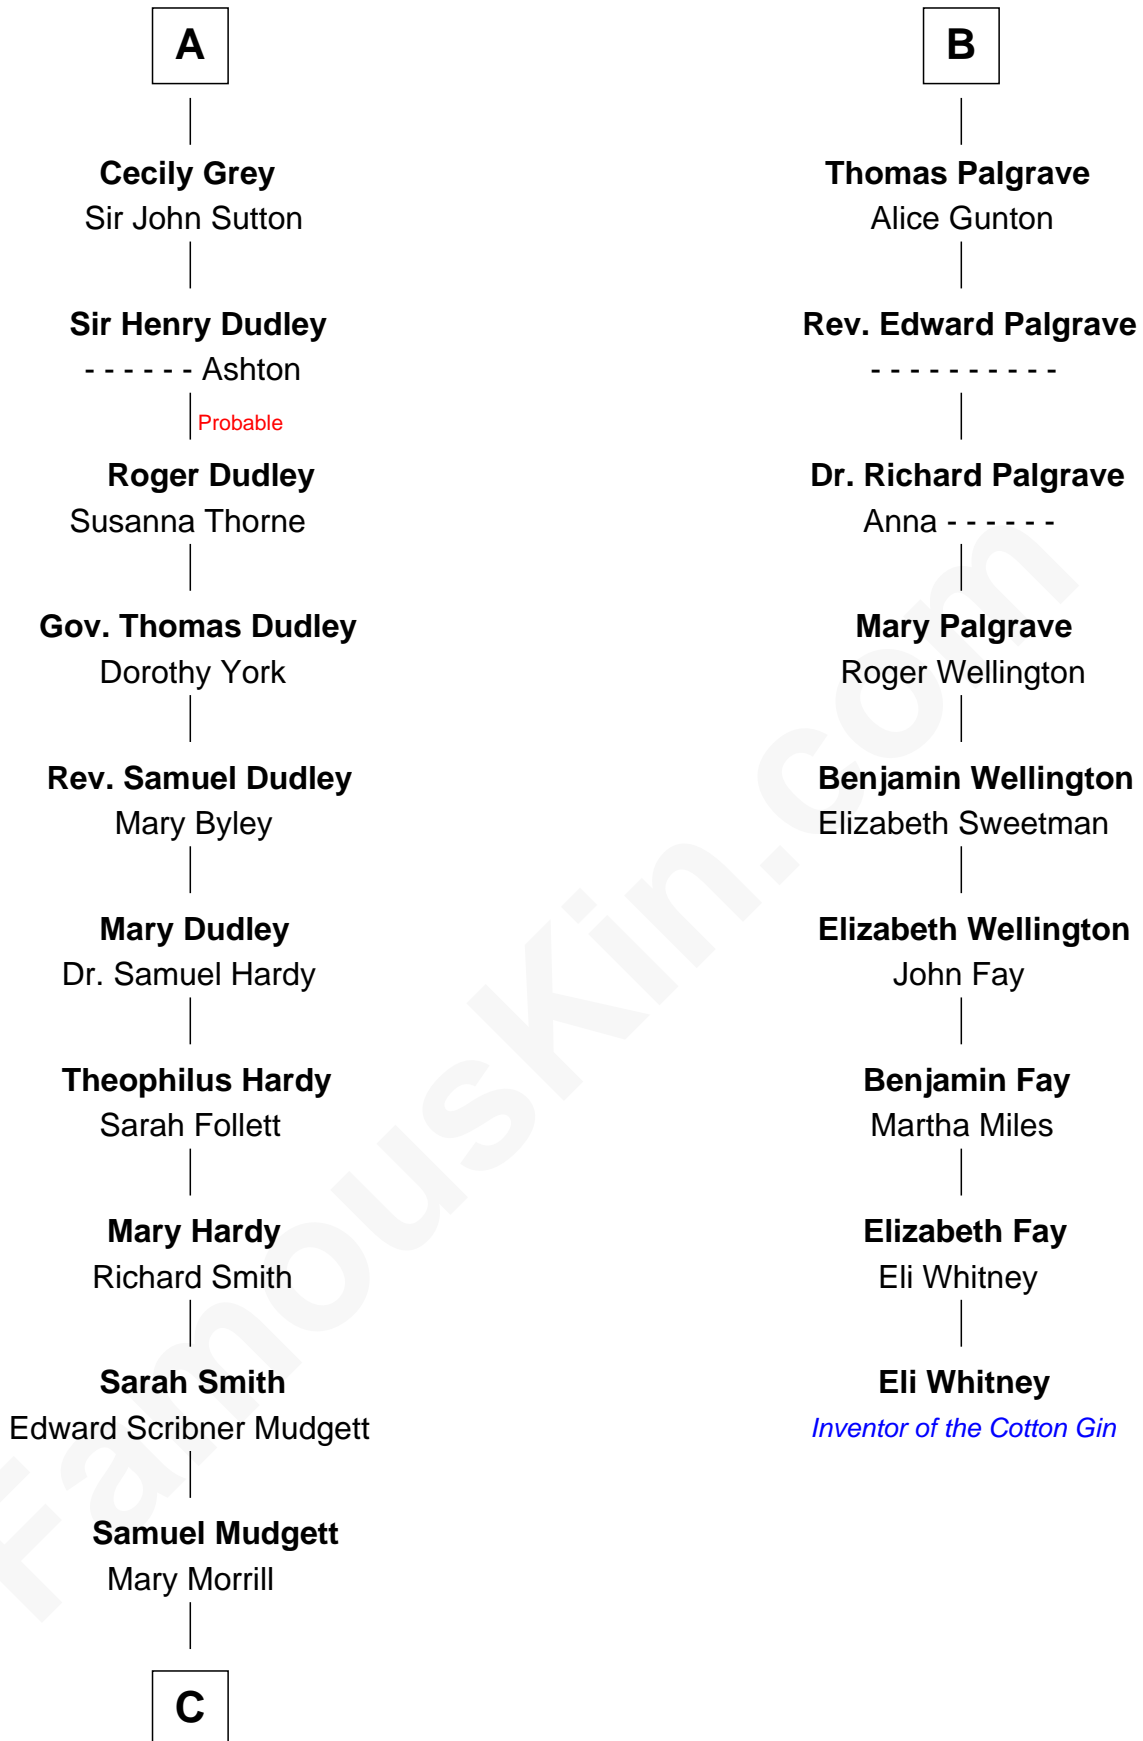 A
Cecily Grey
Sir John Sutton
Sir Henry Dudley
- - - - - - Ashton
Probable
Roger Dudley
Susanna Thorne
Gov. Thomas Dudley
Dorothy York
Rev. Samuel Dudley
Mary Byley
Mary Dudley
Dr. Samuel Hardy
Theophilus Hardy
Sarah Follett
Mary Hardy
Richard Smith
Sarah Smith
Edward Scribner Mudgett
Samuel Mudgett
Mary Morrill
C
B
Thomas Palgrave
Alice Gunton
Rev. Edward Palgrave
- - - - - - - - - -
Dr. Richard Palgrave
Anna - - - - - -
Mary Palgrave
Roger Wellington
Benjamin Wellington
Elizabeth Sweetman
Elizabeth Wellington
John Fay
Benjamin Fay
Martha Miles
Elizabeth Fay
Eli Whitney
Eli Whitney
Inventor of the Cotton Gin
FamousKin.com